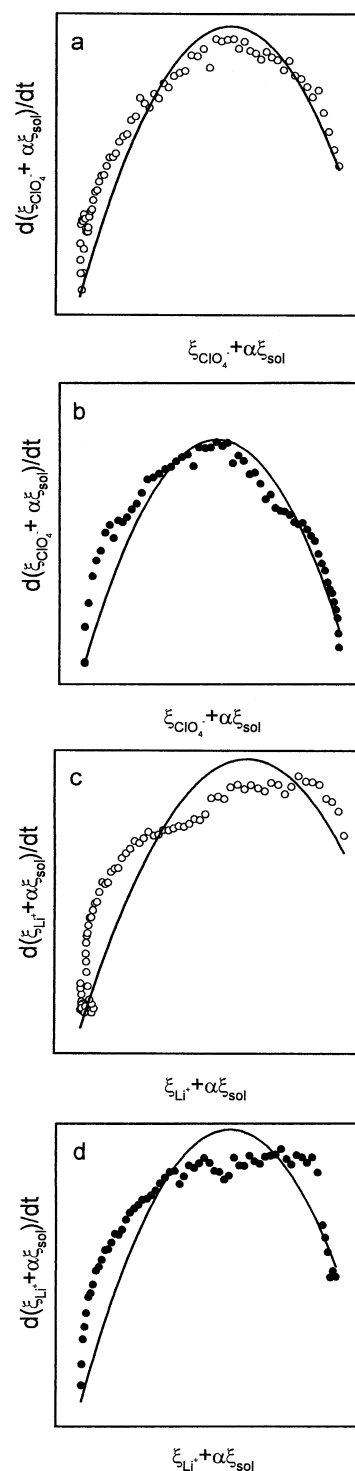 a
d(ξClO₄⁻ + αξsol)/dt
ξClO₄⁻ + αξsol
b
d(ξClO₄⁻ + αξsol)/dt
ξClO₄⁻ + αξsol
c
d(ξLi⁺ + αξsol)/dt
ξLi⁺ + αξsol
d
d(ξLi⁺ + αξsol)/dt
ξLi⁺ + αξsol